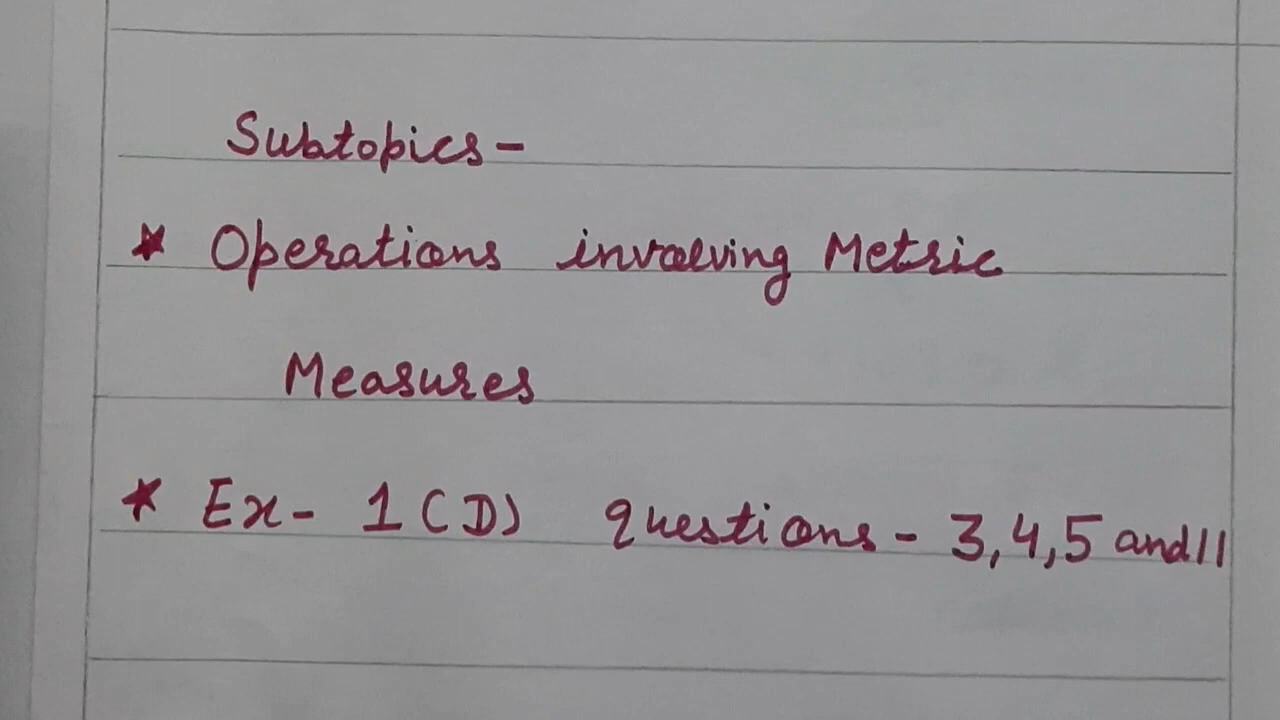 Subtopics-
* Operations involving Metric
Measures
* Ex- 1(D) questions - 3,4,5 and 11